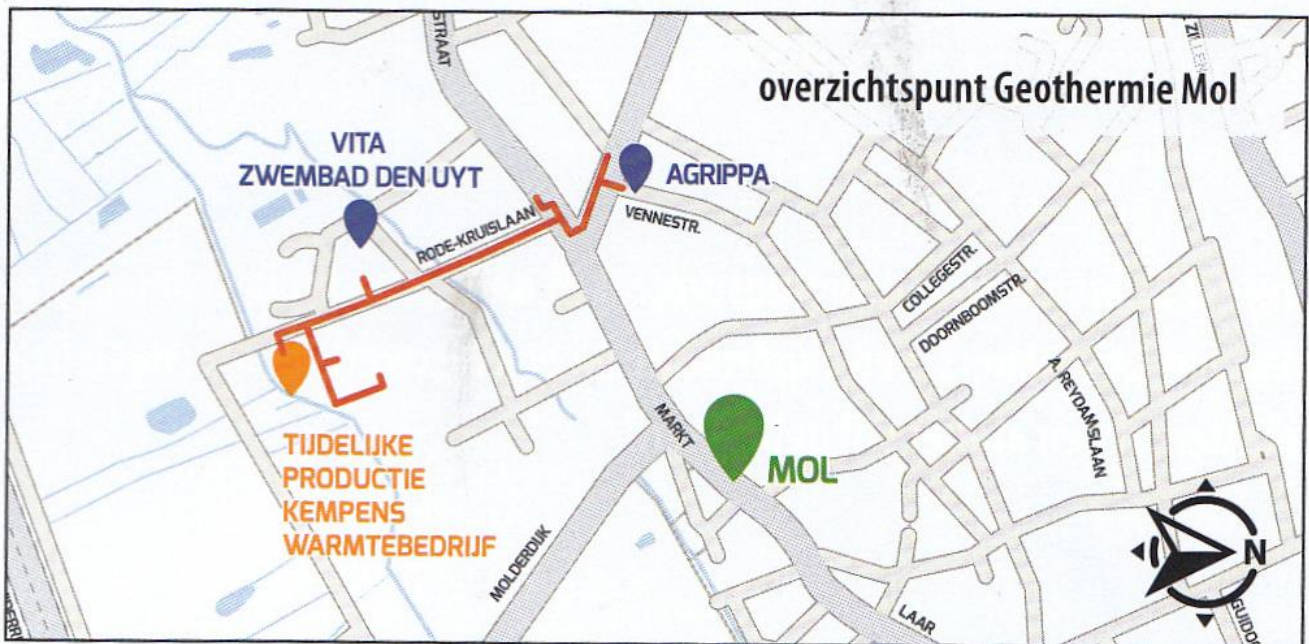 overzichtspunt Geothermie Mol
STRAAT
VITA
ZWEMBAD DEN UYT
AGRIPPA
VENNESTR.
RODE-KRUISLAAN
COLLEGESTR.
DOORNBOOMSTR.
A. REYDAMSLAAN
MARKT
MOL
TIJDELIJKE
PRODUCTIE
KEMPENS
WARMTEBEDRIJF
MOLDERDIJK
LAAR
N